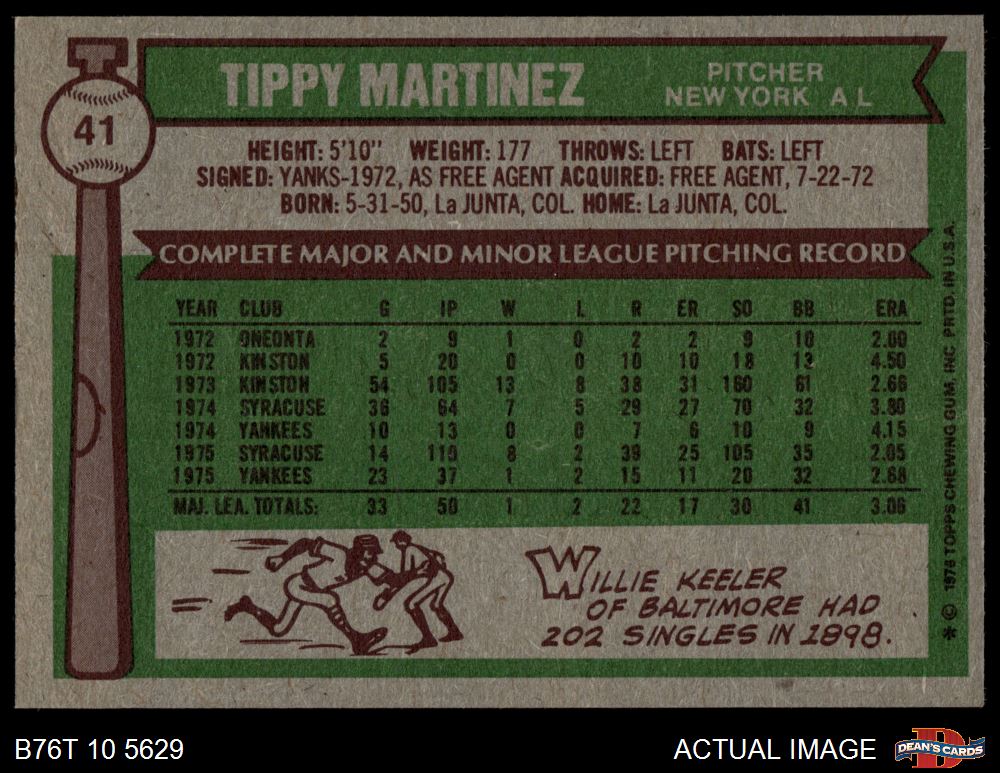 41
TIPPY MARTINEZ
PITCHER
NEW YORK A L
HEIGHT: 5'10" WEIGHT: 177 THROWS: LEFT BATS: LEFT
SIGNED: YANKS-1972, AS FREE AGENT ACQUIRED: FREE AGENT, 7-22-72
BORN: 5-31-50, La JUNTA, COL. HOME: La JUNTA, COL.
COMPLETE MAJOR AND MINOR LEAGUE PITCHING RECORD
YEAR CLUB G IP W L R ER SO BB ERA
1972 ONEONTA 2 9 1 0 2 2 9 10 2.00
1972 KINSTON 5 20 0 0 10 10 18 13 4.50
1973 KINSTON 54 105 13 8 38 31 160 61 2.66
1974 SYRACUSE 36 64 7 5 29 27 70 32 3.80
1974 YANKEES 10 13 0 0 7 6 10 9 4.15
1975 SYRACUSE 14 110 8 2 39 25 105 35 2.05
1975 YANKEES 23 37 1 2 15 11 20 32 2.68
MAJ. LEA. TOTALS: 33 50 1 2 22 17 30 41 3.06
WILLIE KEELER
OF BALTIMORE HAD
202 SINGLES IN 1898.
* © 1976 TOPPS CHEWING GUM, INC. PRTD. IN U.S.A.
B76T 10 5629
ACTUAL IMAGE
D
DEAN'S CARDS